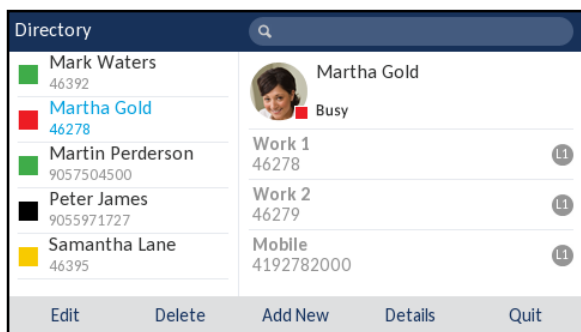 Directory
Mark Waters
46392
Martha Gold
46278
Martin Perderson
9057504500
Peter James
9055971727
Samantha Lane
46395
Martha Gold
Busy
Work 1
46278
L1
Work 2
46279
L1
Mobile
4192782000
L1
Edit Delete Add New Details Quit